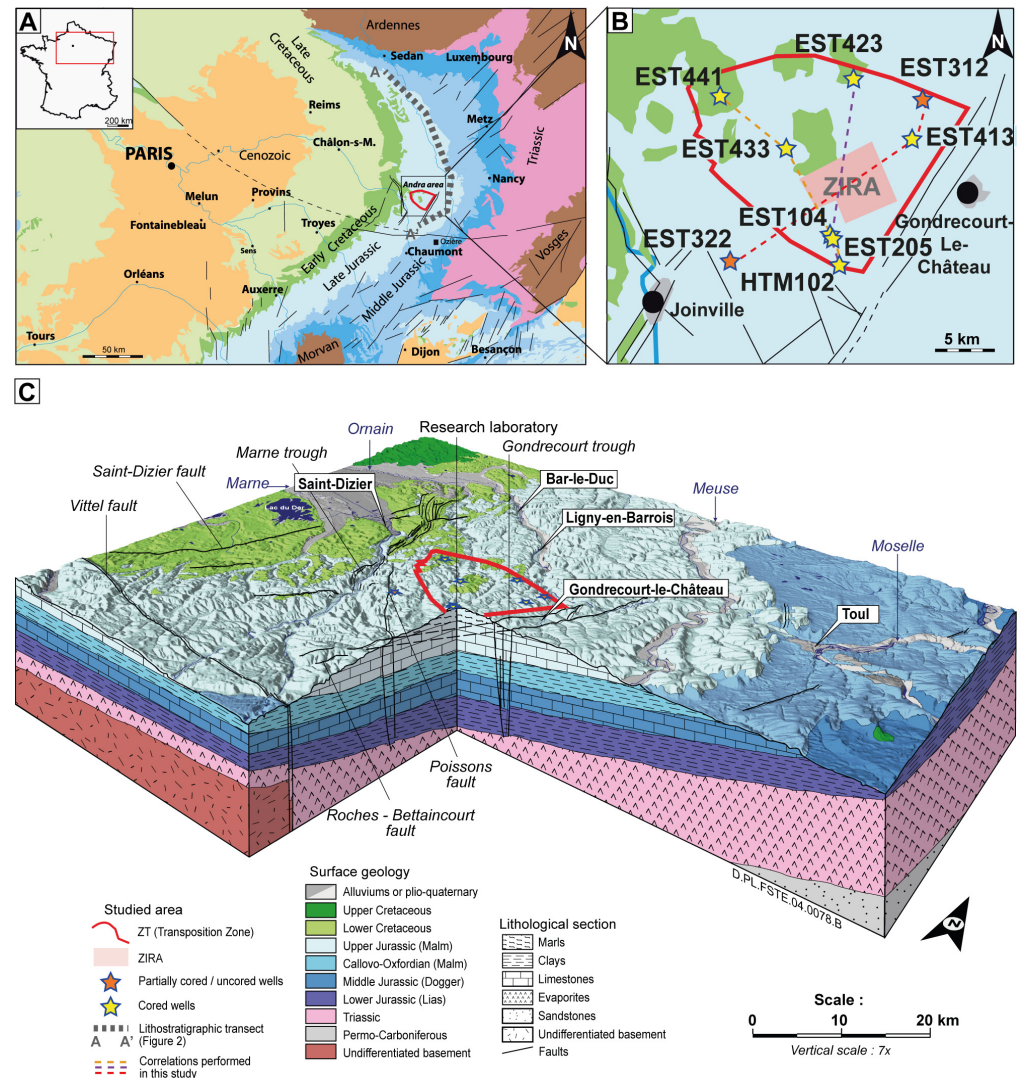 A
N
200 km
Ardennes
Late
Cretaceous
A
Sedan
Luxembourg
Reims
Metz
PARIS
Cenozoic
Châlon-s-M.
Triassic
Andra area
Nancy
Melun
Provins
Fontainebleau
Troyes
A'
Ozière
Sens
Chaumont
Early Cretaceous
Late Jurassic
Middle Jurassic
Vosges
Orléans
Auxerre
Tours
50 km
Morvan
Dijon
Besançon
B
N
EST423
EST441
EST312
EST433
EST413
ZIRA
EST104
Gondrecourt-
Le-
Château
EST322
EST205
HTM102
Joinville
5 km
C
Ornain
Research laboratory
Marne trough
Gondrecourt trough
Saint-Dizier fault
Marne
Saint-Dizier
Bar-le-Duc
Vittel fault
Lac du Der
Ligny-en-Barrois
Meuse
Moselle
Gondrecourt-le-Château
Toul
Poissons
fault
Roches - Bettaincourt
fault
D.PL.FSTE.04.0078.B
N
Studied area
ZT (Transposition Zone)
ZIRA
Partially cored / uncored wells
Cored wells
Lithostratigraphic transect
(Figure 2)
A A'
Correlations performed
in this study
Surface geology
Alluviums or plio-quaternary
Upper Cretaceous
Lower Cretaceous
Upper Jurassic (Malm)
Callovo-Oxfordian (Malm)
Middle Jurassic (Dogger)
Lower Jurassic (Lias)
Triassic
Permo-Carboniferous
Undifferentiated basement
Lithological section
Marls
Clays
Limestones
Evaporites
Sandstones
Undifferentiated basement
Faults
Scale :
0 10 20 km
Vertical scale : 7x